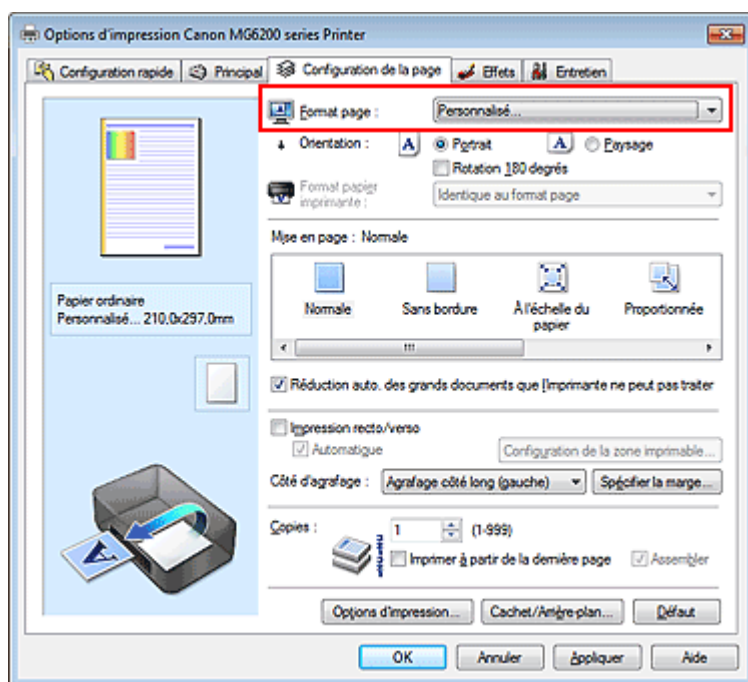 Options d'impression Canon MG6200 series Printer
Configuration rapide Principal Configuration de la page Effets Entretien
Format page : Personnalisé...
Orientation : A Portrait A Paysage
Rotation 180 degrés
Format papier
imprimante : Identique au format page
Mise en page : Normale
Normale Sans bordure À l'échelle du
papier Proportionnée
Papier ordinaire
Personnalisé... 210,0x297,0mm
Réduction auto. des grands documents que l'imprimante ne peut pas traiter
Impression recto/verso
Automatique Configuration de la zone imprimable...
Côté d'agrafage : Agrafage côté long (gauche) Spécifier la marge...
Copies : 1 (1-999)
Imprimer à partir de la dernière page Assembler
Options d'impression... Cachet/Arrière-plan... Défaut
OK Annuler Appliquer Aide